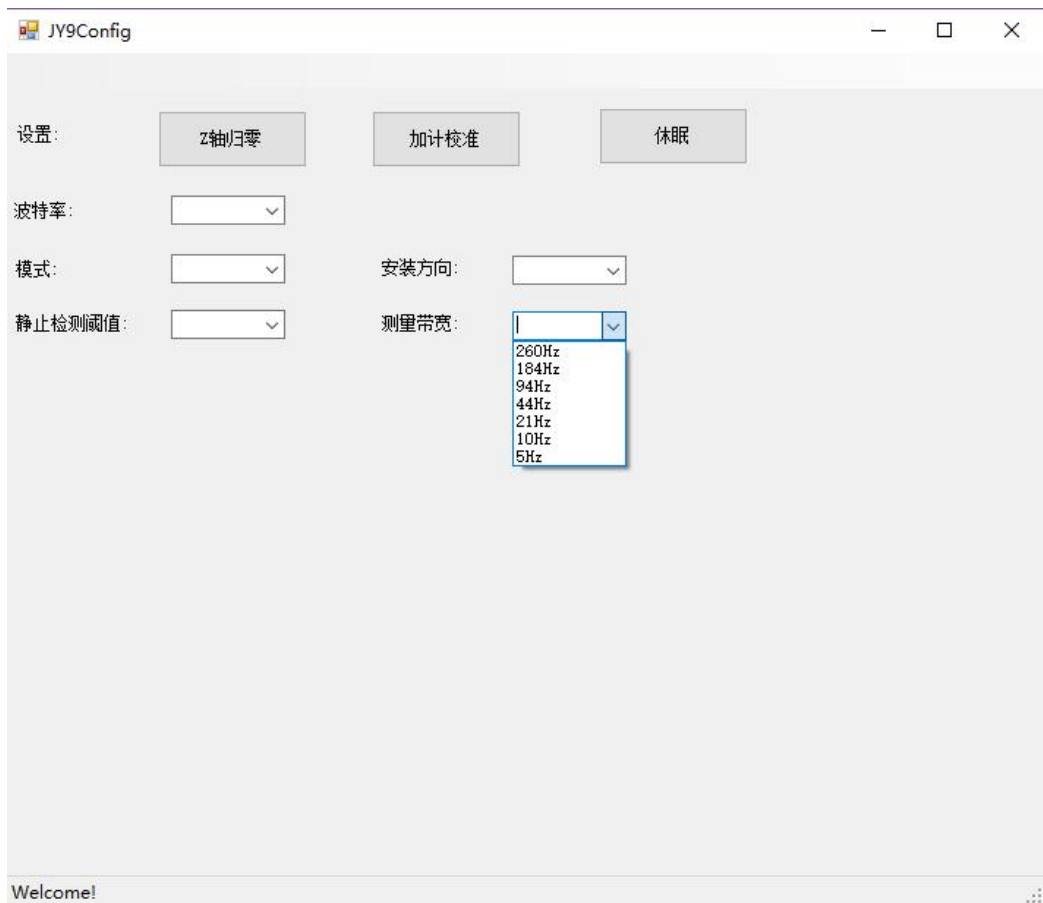 JY9Config
设置: Z轴归零 加计校准 休眠
波特率:
模式: 安装方向:
静止检测阈值: 测量带宽:
260Hz
184Hz
94Hz
44Hz
21Hz
10Hz
5Hz
Welcome!